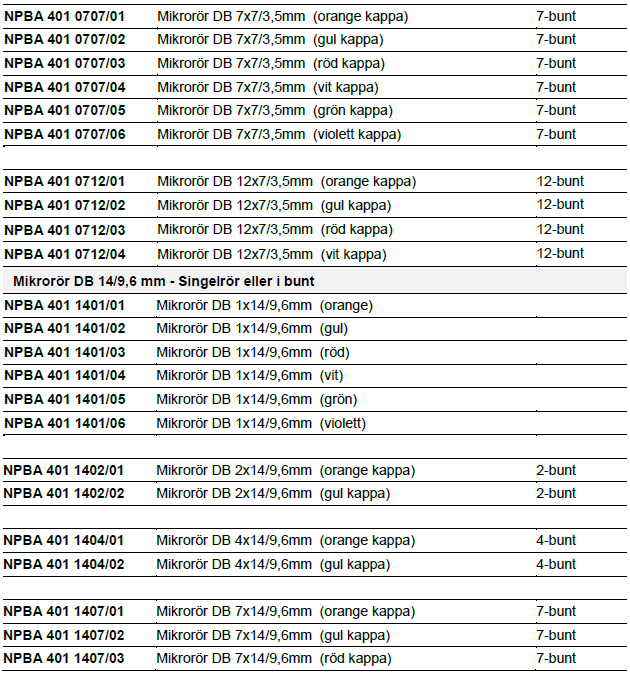 NPBA 401 0707/01 Mikrorör DB 7x7/3,5mm (orange kappa) 7-bunt
NPBA 401 0707/02 Mikrorör DB 7x7/3,5mm (gul kappa) 7-bunt
NPBA 401 0707/03 Mikrorör DB 7x7/3,5mm (röd kappa) 7-bunt
NPBA 401 0707/04 Mikrorör DB 7x7/3,5mm (vit kappa) 7-bunt
NPBA 401 0707/05 Mikrorör DB 7x7/3,5mm (grön kappa) 7-bunt
NPBA 401 0707/06 Mikrorör DB 7x7/3,5mm (violett kappa) 7-bunt
NPBA 401 0712/01 Mikrorör DB 12x7/3,5mm (orange kappa) 12-bunt
NPBA 401 0712/02 Mikrorör DB 12x7/3,5mm (gul kappa) 12-bunt
NPBA 401 0712/03 Mikrorör DB 12x7/3,5mm (röd kappa) 12-bunt
NPBA 401 0712/04 Mikrorör DB 12x7/3,5mm (vit kappa) 12-bunt
Mikrorör DB 14/9,6 mm - Singelrör eller i bunt
NPBA 401 1401/01 Mikrorör DB 1x14/9,6mm (orange)
NPBA 401 1401/02 Mikrorör DB 1x14/9,6mm (gul)
NPBA 401 1401/03 Mikrorör DB 1x14/9,6mm (röd)
NPBA 401 1401/04 Mikrorör DB 1x14/9,6mm (vit)
NPBA 401 1401/05 Mikrorör DB 1x14/9,6mm (grön)
NPBA 401 1401/06 Mikrorör DB 1x14/9,6mm (violett)
NPBA 401 1402/01 Mikrorör DB 2x14/9,6mm (orange kappa) 2-bunt
NPBA 401 1402/02 Mikrorör DB 2x14/9,6mm (gul kappa) 2-bunt
NPBA 401 1404/01 Mikrorör DB 4x14/9,6mm (orange kappa) 4-bunt
NPBA 401 1404/02 Mikrorör DB 4x14/9,6mm (gul kappa) 4-bunt
NPBA 401 1407/01 Mikrorör DB 7x14/9,6mm (orange kappa) 7-bunt
NPBA 401 1407/02 Mikrorör DB 7x14/9,6mm (gul kappa) 7-bunt
NPBA 401 1407/03 Mikrorör DB 7x14/9,6mm (röd kappa) 7-bunt